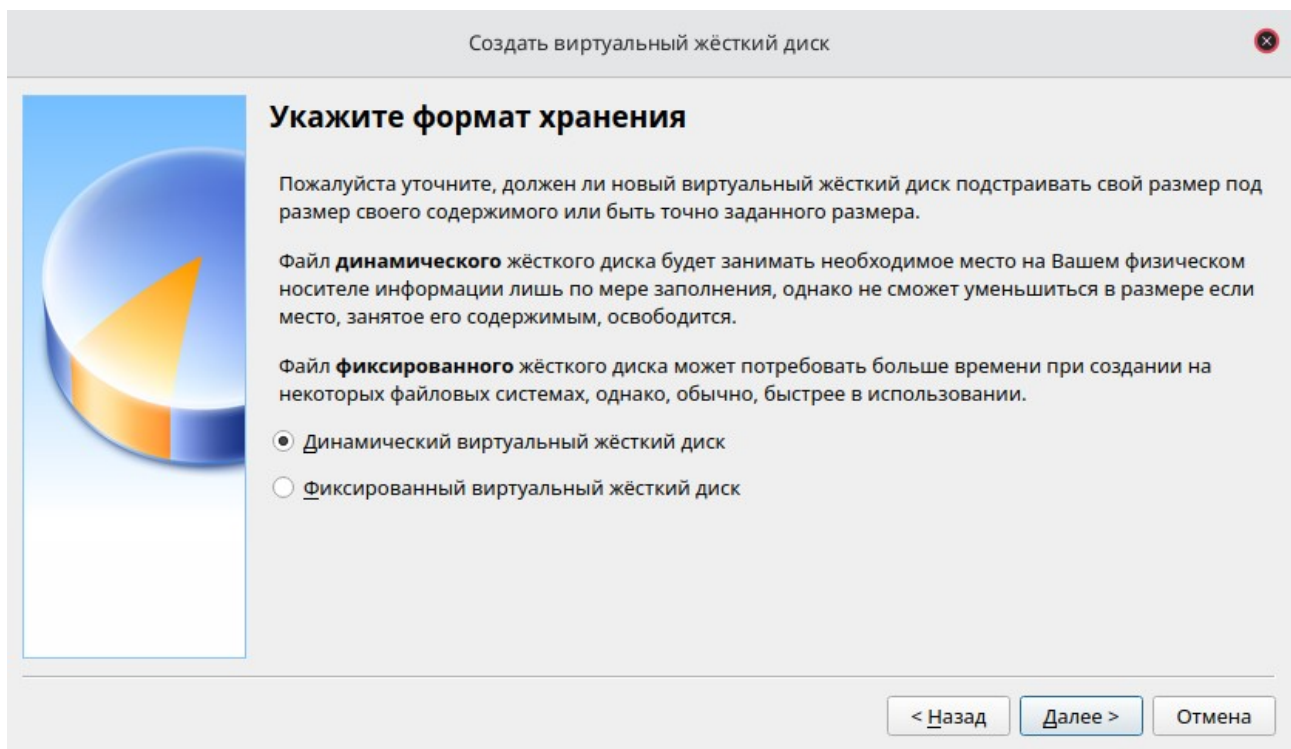 Создать виртуальный жёсткий диск
Укажите формат хранения
Пожалуйста уточните, должен ли новый виртуальный жёсткий диск подстраивать свой размер под
размер своего содержимого или быть точно заданного размера.
Файл динамического жёсткого диска будет занимать необходимое место на Вашем физическом
носителе информации лишь по мере заполнения, однако не сможет уменьшиться в размере если
место, занятое его содержимым, освободится.
Файл фиксированного жёсткого диска может потребовать больше времени при создании на
некоторых файловых системах, однако, обычно, быстрее в использовании.
Динамический виртуальный жёсткий диск
Фиксированный виртуальный жёсткий диск
< Назад Далее > Отмена